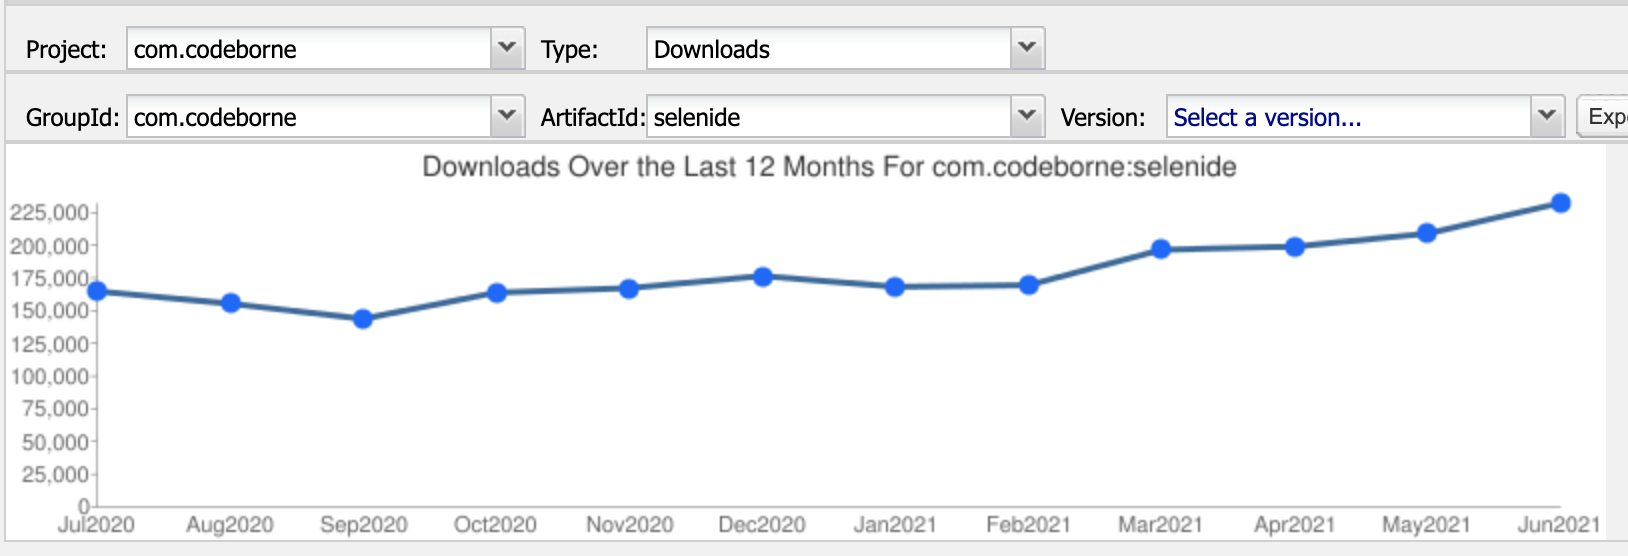 Project: com.codeborne Type: Downloads
GroupId: com.codeborne ArtifactId: selenide Version: Select a version...
Downloads Over the Last 12 Months For com.codeborne:selenide
225,000
200,000
175,000
150,000
125,000
100,000
75,000
50,000
25,000
0
Jul2020 Aug2020 Sep2020 Oct2020 Nov2020 Dec2020 Jan2021 Feb2021 Mar2021 Apr2021 May2021 Jun2021